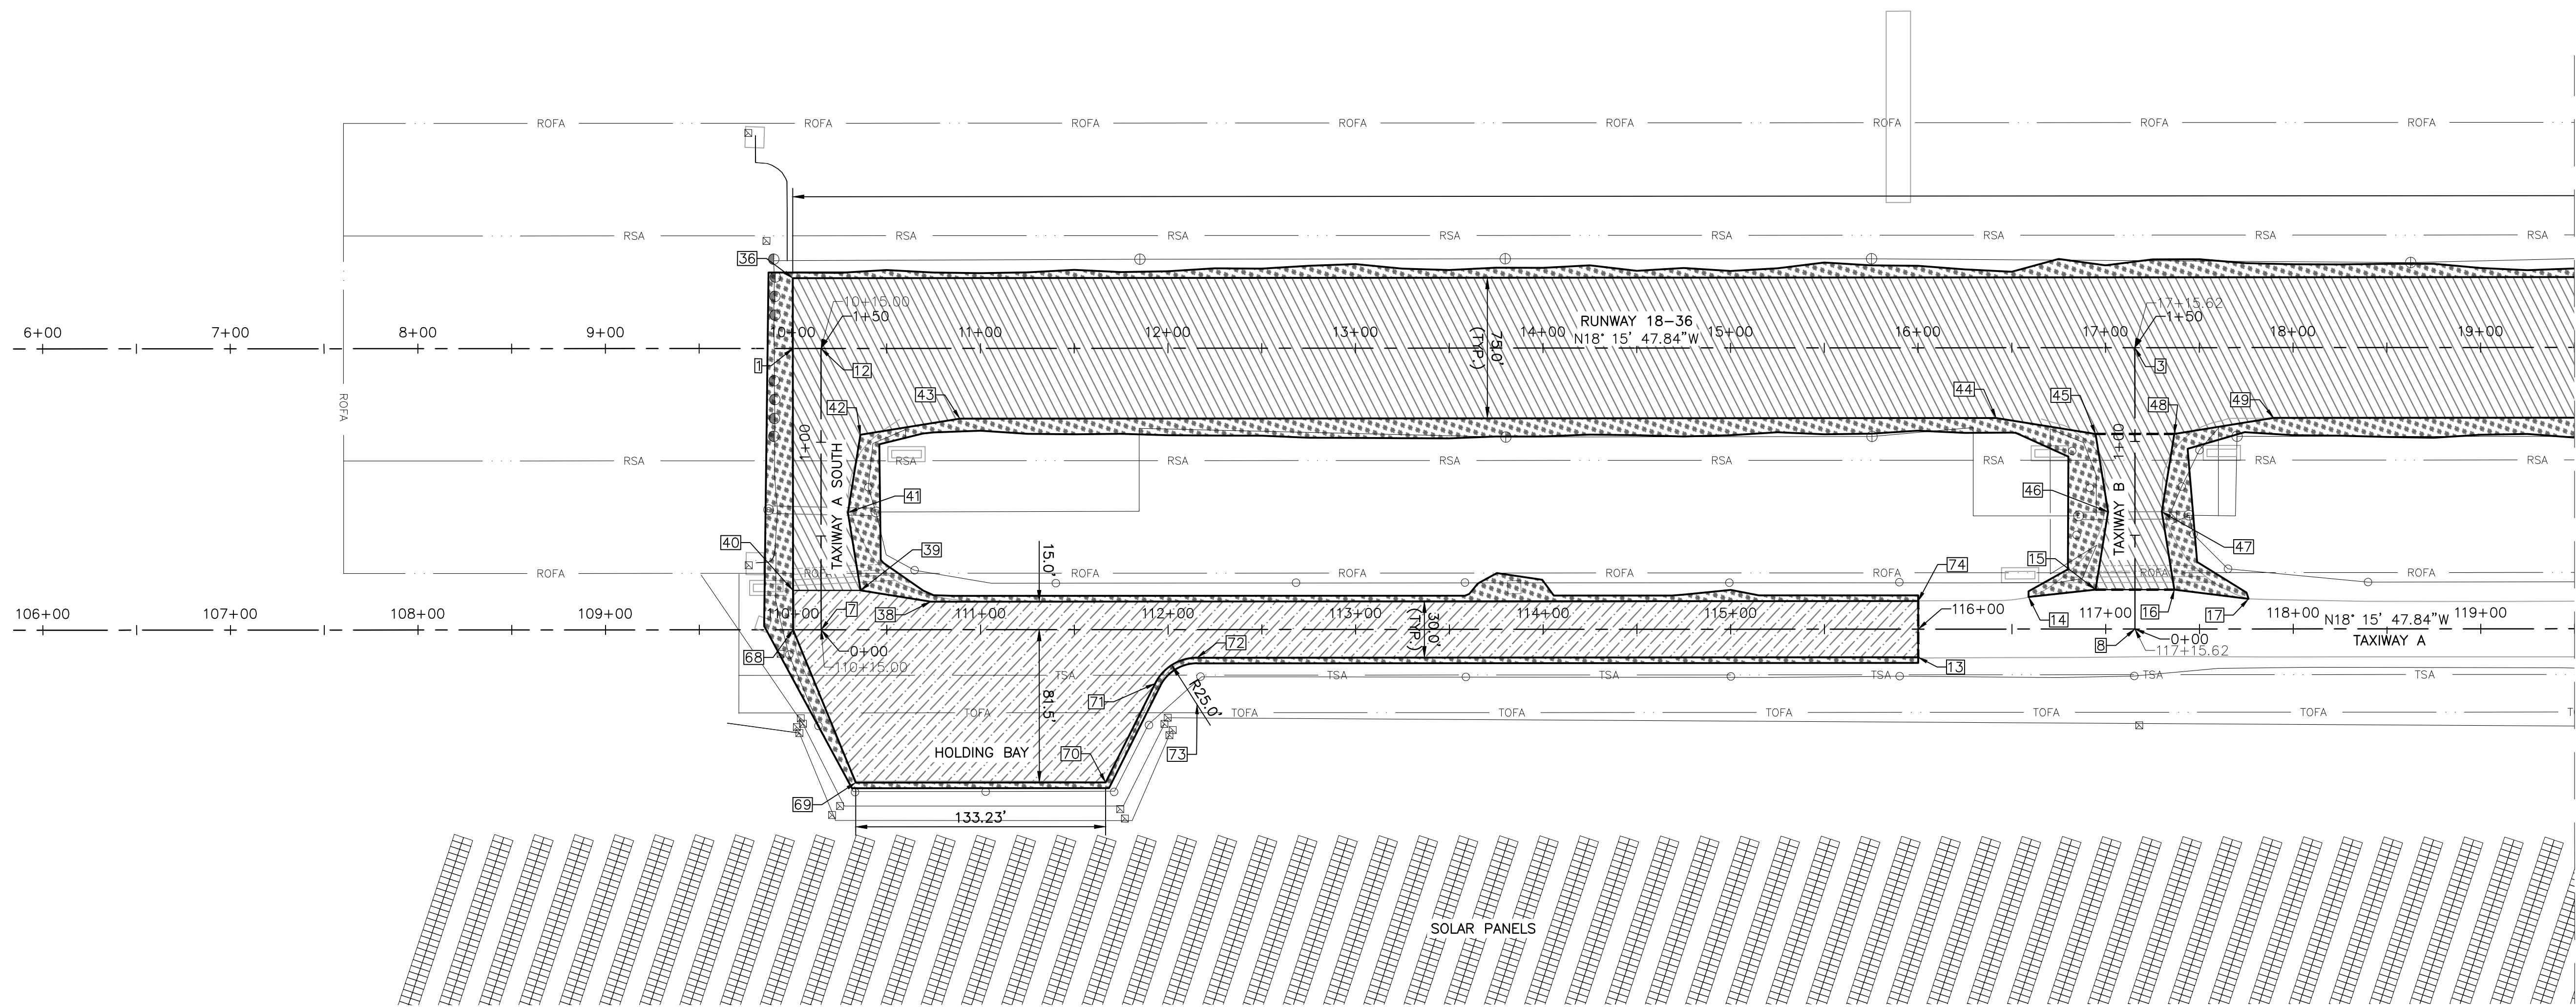 ROFA ROFA ROFA ROFA ROFA ROFA ROFA ROFA
RSA RSA RSA RSA RSA RSA RSA RSA
36
10+15.00
1+50
17+15.62
1+50
6+00 7+00 8+00 9+00 10+00 11+00 12+00 13+00 14+00 15+00 16+00 17+00 18+00 19+00
RUNWAY 18-36
N18° 15' 47.84"W
75.0'
(TYP.)
1
12
3
ROFA
42
43
44
45
48
49
1+00
1+00
TAXIWAY A SOUTH
TAXIWAY B
RSA RSA RSA RSA RSA RSA RSA RSA
41
46
47
40
39
15
15.0'
ROFA ROFA ROFA ROFA ROFA ROFA ROFA ROFA
74
38
14
16
17
106+00 107+00 108+00 109+00 110+00 111+00 112+00 113+00 114+00 115+00 116+00 117+00 118+00 119+00
7
N18° 15' 47.84"W
TAXIWAY A
30.0'
(TYP.)
68
0+00
110+15.00
72
13
8
0+00
117+15.62
TSA TSA TSA TSA TSA TSA
71
R25.0'
81.5'
TOFA TOFA TOFA TOFA TOFA TOFA
HOLDING BAY
70
73
69
133.23'
SOLAR PANELS